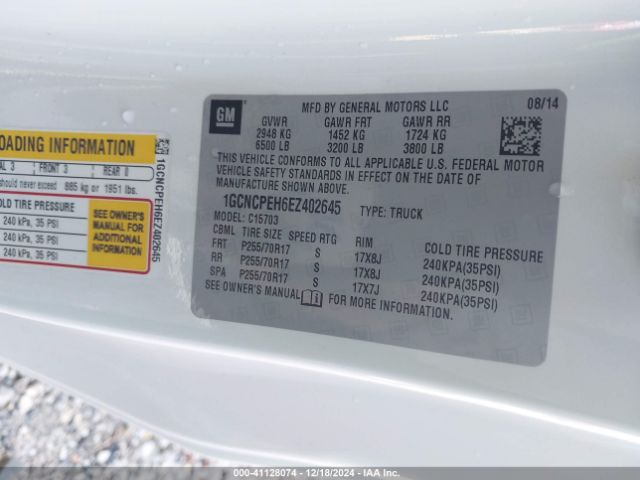 GM
MFD BY GENERAL MOTORS LLC 08/14
GVWR GAWR FRT GAWR RR
2948 KG 1452 KG 1724 KG
6500 LB 3200 LB 3800 LB
THIS VEHICLE CONFORMS TO ALL APPLICABLE U.S. FEDERAL MOTOR
VEHICLE SAFETY STANDARDS IN EFFECT ON THE DATE OF
MANUFACTURE SHOWN ABOVE.
1GCNCPEH6EZ402645 TYPE: TRUCK
MODEL: C15703
CBML TIRE SIZE SPEED RTG RIM COLD TIRE PRESSURE
FRT P255/70R17 S 17X8J 240KPA(35PSI)
RR P255/70R17 S 17X8J 240KPA(35PSI)
SPA P255/70R17 S 17X7J 240KPA(35PSI)
SEE OWNER'S MANUAL FOR MORE INFORMATION.
LOADING INFORMATION
3 FRONT 3 REAR 0
should never exceed 885 kg or 1951 lbs.
COLD TIRE PRESSURE
240 kPa, 35 PSI
240 kPa, 35 PSI
240 kPa, 35 PSI
SEE OWNER'S
MANUAL FOR
ADDITIONAL
INFORMATION
1GCNCPEH6EZ402645
000-41128074 - 12/18/2024 - IAA Inc.